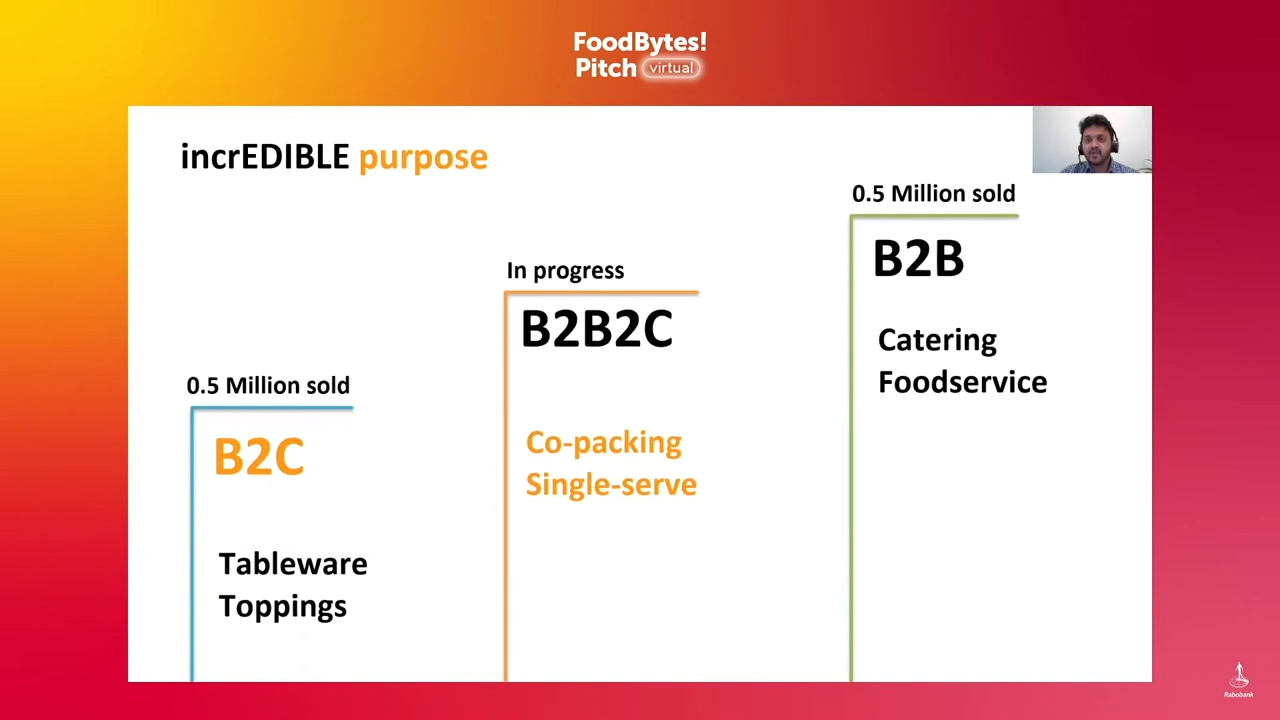 FoodBytes!
Pitch virtual
incrEDIBLE purpose
0.5 Million sold
B2C
Tableware
Toppings
In progress
B2B2C
Co-packing
Single-serve
0.5 Million sold
B2B
Catering
Foodservice
Rabobank